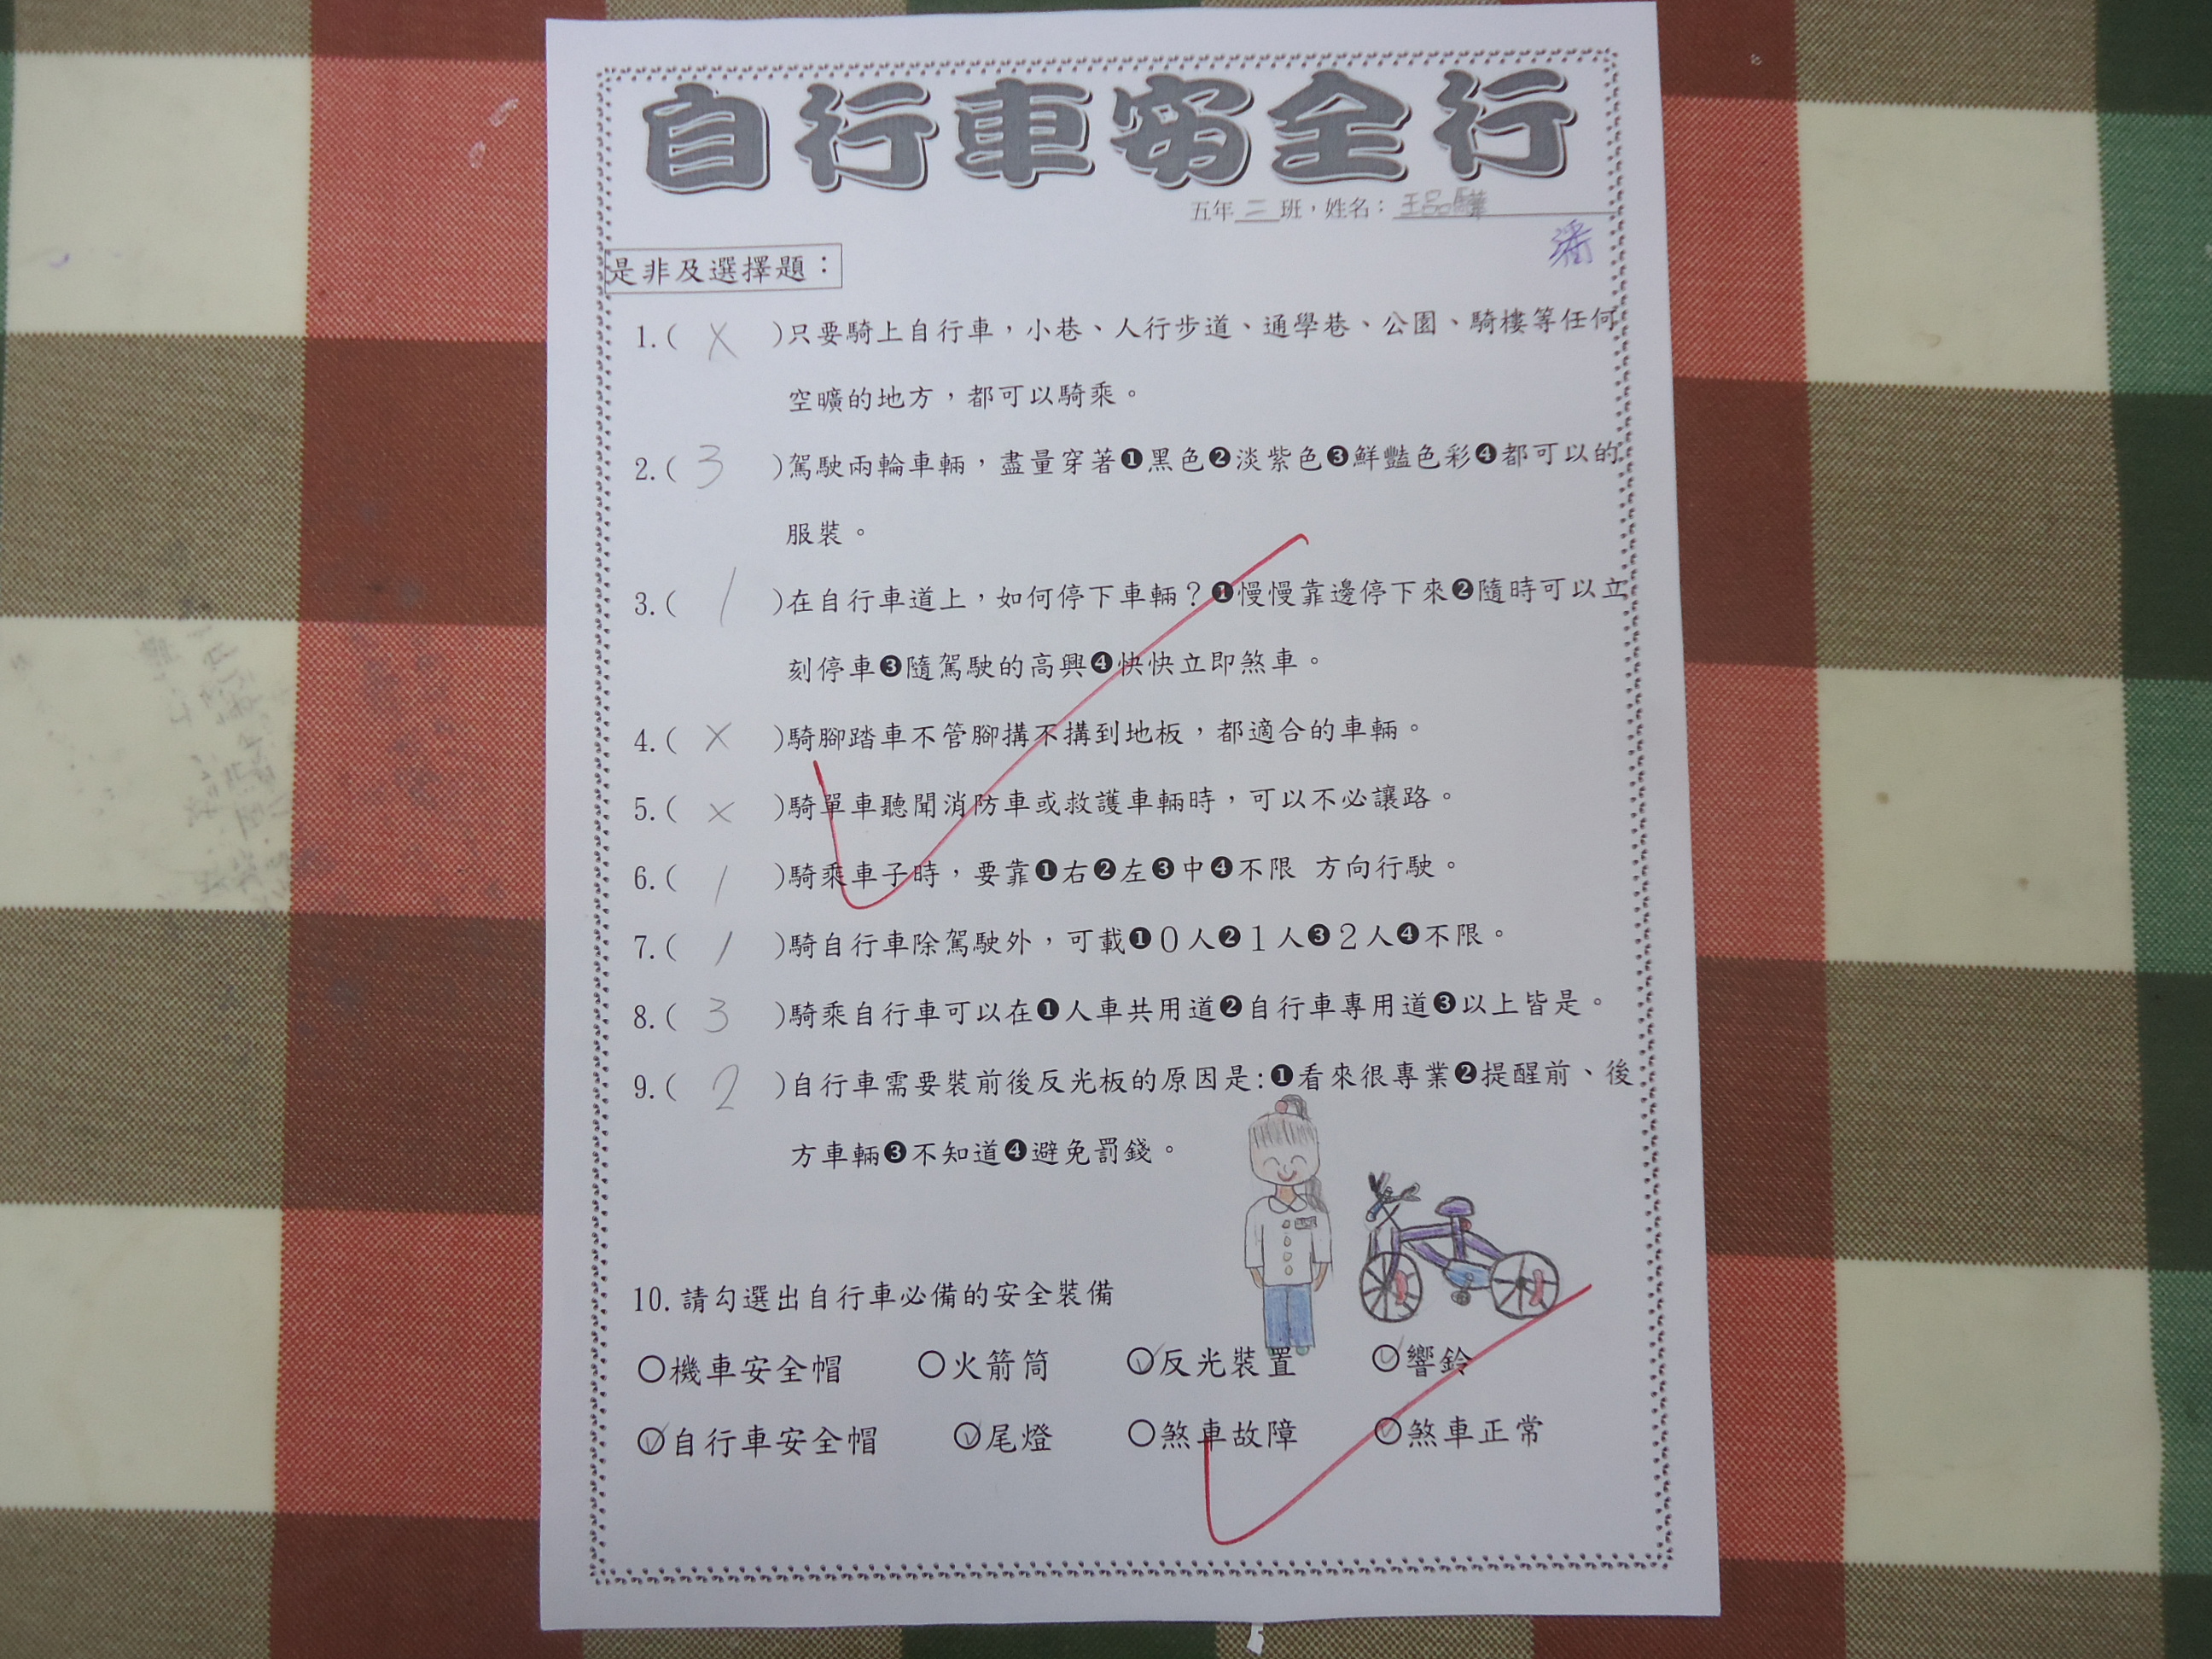 自行車安全行
五年二班，姓名：王品驊
潘
是非及選擇題：
1.( X )只要騎上自行車，小巷、人行步道、通學巷、公園、騎樓等任何
空曠的地方，都可以騎乘。
2.( 3 )駕駛兩輪車輛，盡量穿著❶黑色❷淡紫色❸鮮豔色彩❹都可以的
服裝。
3.( 1 )在自行車道上，如何停下車輛？❶慢慢靠邊停下來❷隨時可以立
刻停車❸隨駕駛的高興❹快快立即煞車。
4.( X )騎腳踏車不管腳搆不搆到地板，都適合的車輛。
5.( X )騎單車聽聞消防車或救護車輛時，可以不必讓路。
6.( 1 )騎乘車子時，要靠❶右❷左❸中❹不限 方向行駛。
7.( 1 )騎自行車除駕駛外，可載❶0人❷1人❸2人❹不限。
8.( 3 )騎乘自行車可以在❶人車共用道❷自行車專用道❸以上皆是。
9.( 2 )自行車需要裝前後反光板的原因是:❶看來很專業❷提醒前、後
方車輛❸不知道❹避免罰錢。
10.請勾選出自行車必備的安全裝備
○機車安全帽 ○火箭筒 ○✓反光裝置 ○✓響鈴
○✓自行車安全帽 ○✓尾燈 ○煞車故障 ○✓煞車正常